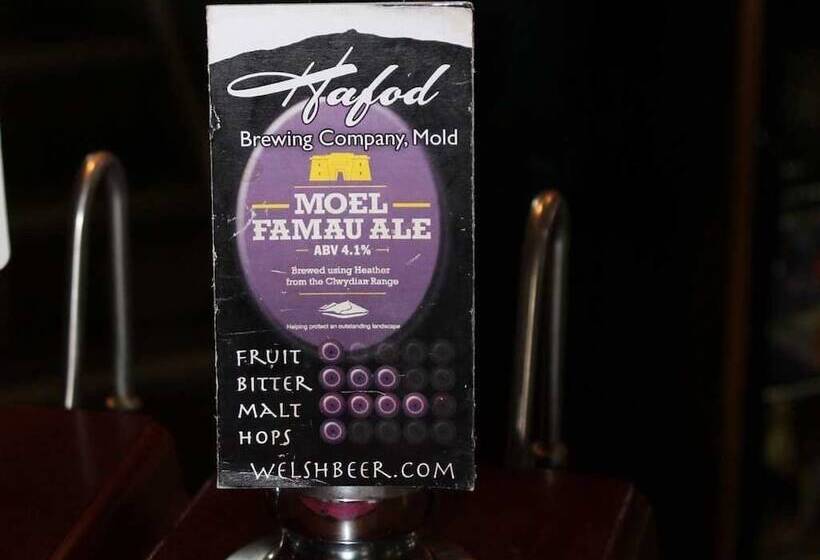 Hafod
Brewing Company, Mold
MOEL
FAMAU ALE
ABV 4.1%
Brewed using Heather
from the Clwydian Range
Helping protect an outstanding landscape
FRUIT
BITTER
MALT
HOPS
WELSHBEER.COM